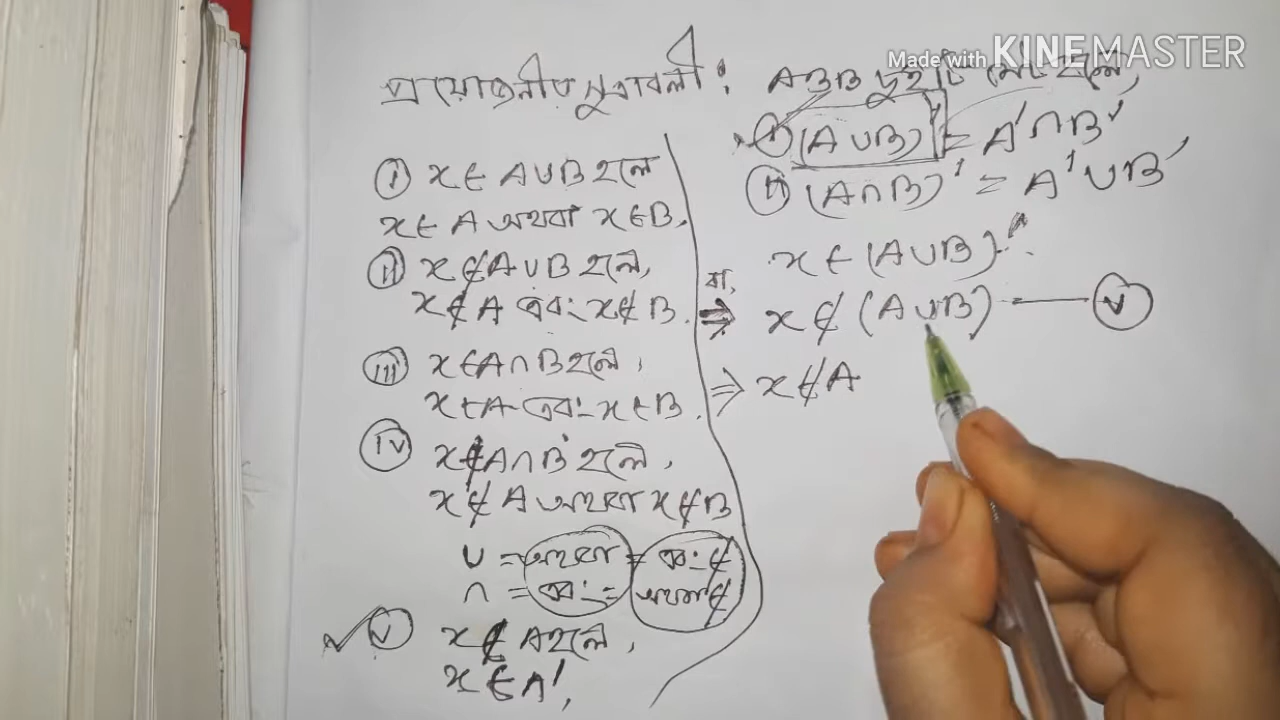 Made with KINEMASTER
প্রয়োজনীয় সূত্রাবলী : A ও B দুইটি সেট হলে,
(i) x ∈ A ∪ B হলে
x ∈ A অথবা x ∈ B.
(ii) x ∉ A ∪ B হলে,
x ∉ A এবং x ∉ B.
(iii) x ∈ A ∩ B হলে,
x ∈ A এবং x ∈ B.
(iv) x ∉ A ∩ B হলে,
x ∉ A অথবা x ∉ B
∪ = অথবা = এবং ∉
∩ = এবং = অথবা ∉
(v) x ∉ A হলে,
x ∈ A′,
(i) (A ∪ B)′ = A′ ∩ B′
(ii) (A ∩ B)′ = A′ ∪ B′
x ∈ (A ∪ B)′
বা, ⇒ x ∉ (A ∪ B) — (v)
⇒ x ∉ A